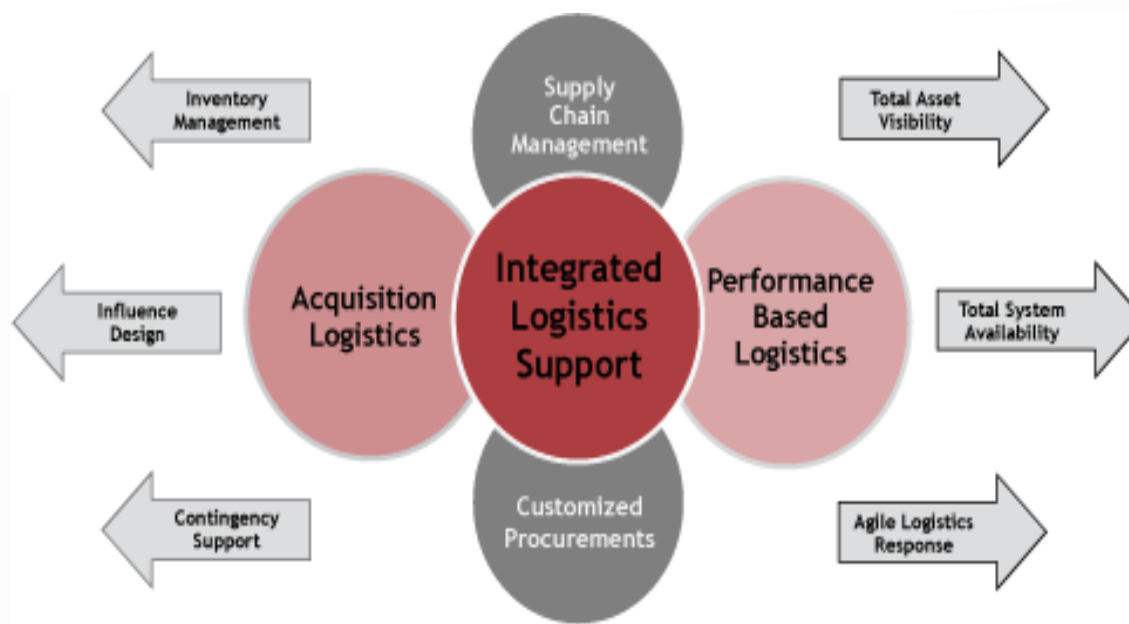 Inventory
Management
Supply
Chain
Management
Total Asset
Visibility
Influence
Design
Acquisition
Logistics
Integrated
Logistics
Support
Performance
Based
Logistics
Total System
Availability
Contingency
Support
Customized
Procurements
Agile Logistics
Response